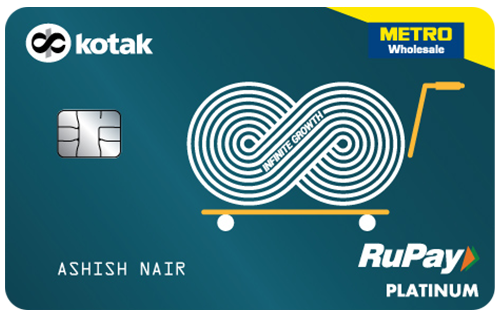 kotak
METRO
Wholesale
INFINITE GROWTH
ASHISH NAIR
RuPay
PLATINUM